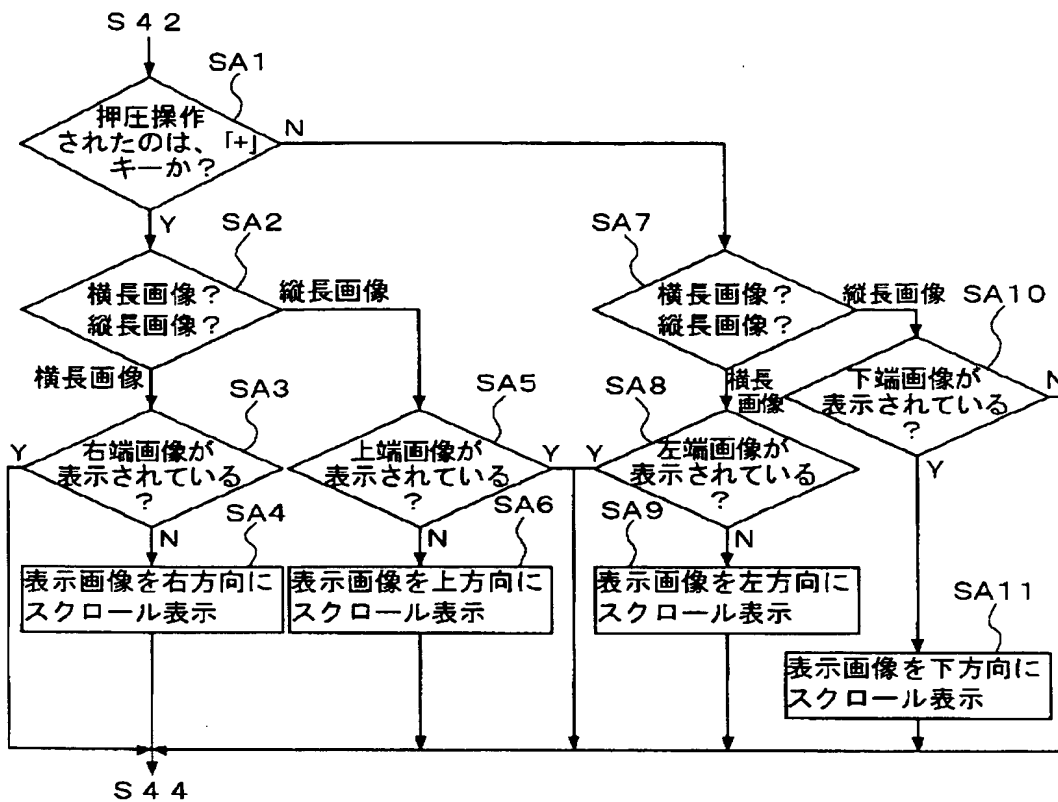 S42
SA1
押圧操作
されたのは、「+」
キーか?
N
Y
SA2
横長画像?
縦長画像?
縦長画像
横長画像
SA7
横長画像?
縦長画像?
縦長画像
横長
画像
SA10
下端画像が
表示されている
?
N
Y
SA3
Y
右端画像が
表示されている
?
N
SA5
上端画像が
表示されている
?
Y
N
SA8
Y
左端画像が
表示されている
?
N
SA4
表示画像を右方向に
スクロール表示
SA6
表示画像を上方向に
スクロール表示
SA9
表示画像を左方向に
スクロール表示
SA11
表示画像を下方向に
スクロール表示
S44